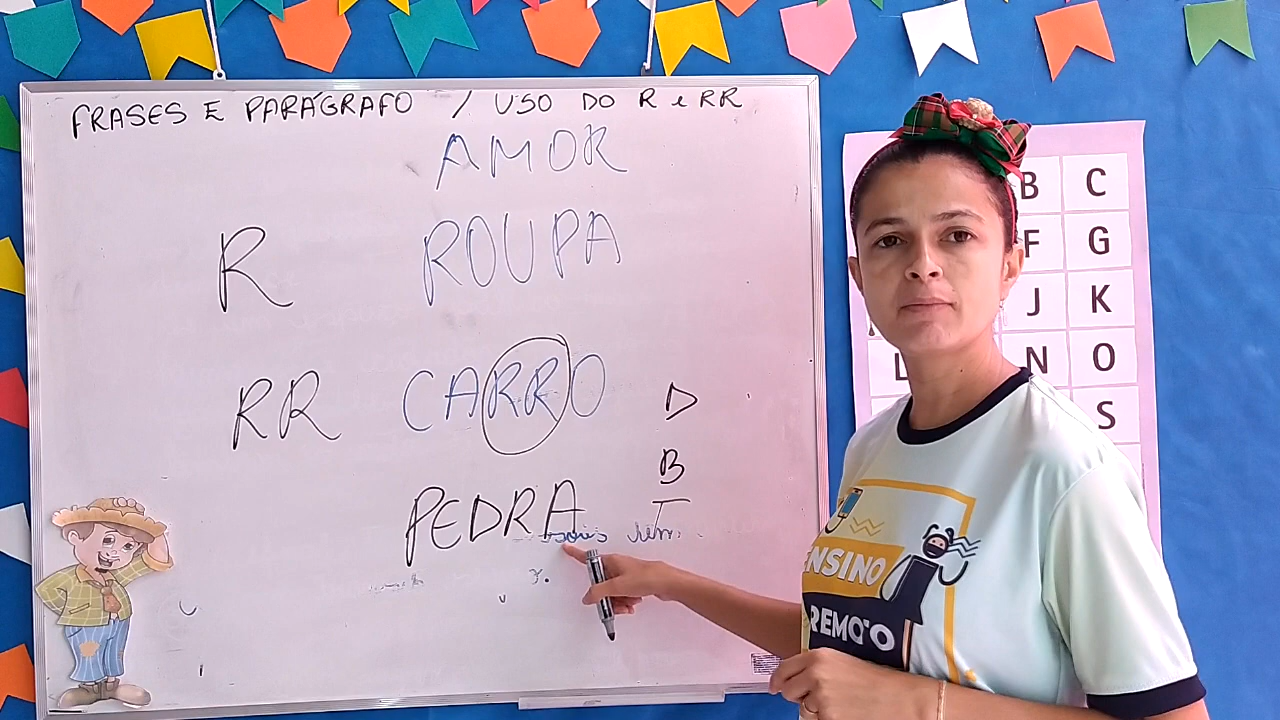 FRASES E PARÁGRAFO / USO DO R e RR
AMOR
R ROUPA
RR CARRO
D
B
PEDRA T
B C
F G
J K
L N O
S
ENSINO
REMOTO